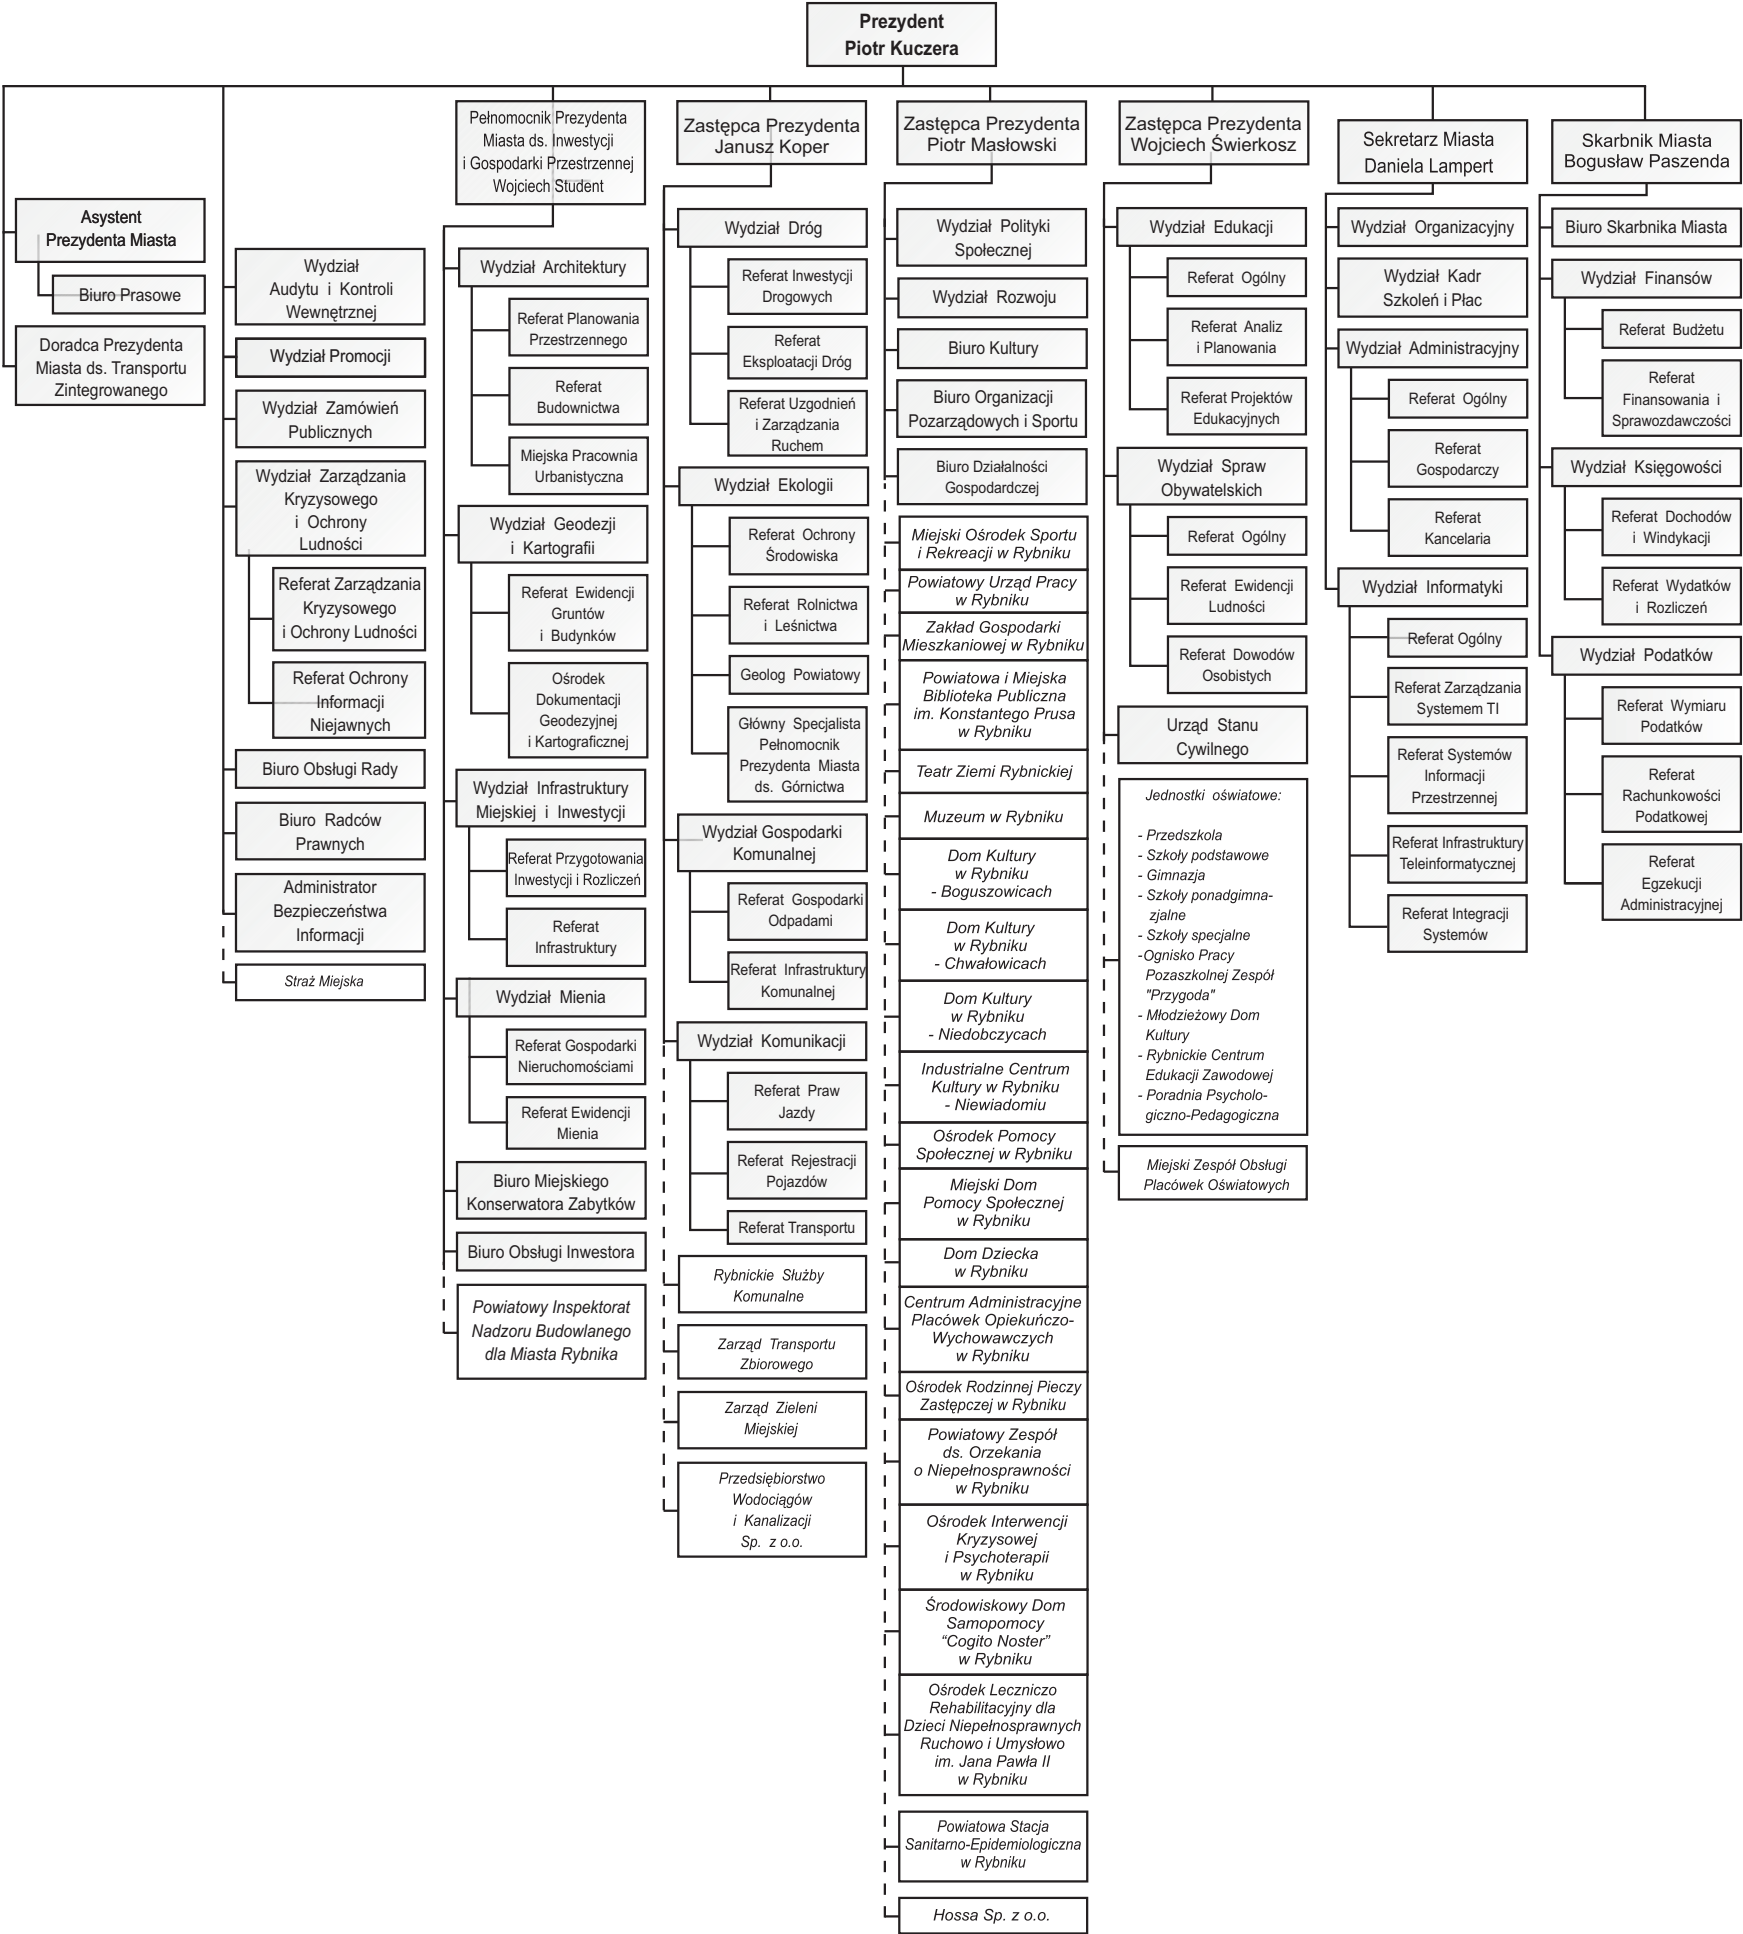 Prezydent
Piotr Kuczera
Asystent
Prezydenta Miasta
Biuro Prasowe
Doradca Prezydenta
Miasta ds. Transportu
Zintegrowanego
Wydział
Audytu i Kontroli
Wewnętrznej
Wydział Promocji
Wydział Zamówień
Publicznych
Wydział Zarządzania
Kryzysowego
i Ochrony
Ludności
Referat Zarządzania
Kryzysowego
i Ochrony Ludności
Referat Ochrony
Informacji
Niejawnych
Biuro Obsługi Rady
Biuro Radców
Prawnych
Administrator
Bezpieczeństwa
Informacji
Straż Miejska
Pełnomocnik Prezydenta
Miasta ds. Inwestycji
i Gospodarki Przestrzennej
Wojciech Student
Wydział Architektury
Referat Planowania
Przestrzennego
Referat
Budownictwa
Miejska Pracownia
Urbanistyczna
Wydział Geodezji
i Kartografii
Referat Ewidencji
Gruntów
i Budynków
Ośrodek
Dokumentacji
Geodezyjnej
i Kartograficznej
Wydział Infrastruktury
Miejskiej i Inwestycji
Referat Przygotowania
Inwestycji i Rozliczeń
Referat
Infrastruktury
Wydział Mienia
Referat Gospodarki
Nieruchomościami
Referat Ewidencji
Mienia
Biuro Miejskiego
Konserwatora Zabytków
Biuro Obsługi Inwestora
Powiatowy Inspektorat
Nadzoru Budowlanego
dla Miasta Rybnika
Zastępca Prezydenta
Janusz Koper
Wydział Dróg
Referat Inwestycji
Drogowych
Referat
Eksploatacji Dróg
Referat Uzgodnień
i Zarządzania
Ruchem
Wydział Ekologii
Referat Ochrony
Środowiska
Referat Rolnictwa
i Leśnictwa
Geolog Powiatowy
Główny Specjalista
Pełnomocnik
Prezydenta Miasta
ds. Górnictwa
Wydział Gospodarki
Komunalnej
Referat Gospodarki
Odpadami
Referat Infrastruktury
Komunalnej
Wydział Komunikacji
Referat Praw
Jazdy
Referat Rejestracji
Pojazdów
Referat Transportu
Rybnickie Służby
Komunalne
Zarząd Transportu
Zbiorowego
Zarząd Zieleni
Miejskiej
Przedsiębiorstwo
Wodociągów
i Kanalizacji
Sp. z o.o.
Zastępca Prezydenta
Piotr Masłowski
Wydział Polityki
Społecznej
Wydział Rozwoju
Biuro Kultury
Biuro Organizacji
Pozarządowych i Sportu
Biuro Działalności
Gospodardczej
Miejski Ośrodek Sportu
i Rekreacji w Rybniku
Powiatowy Urząd Pracy
w Rybniku
Zakład Gospodarki
Mieszkaniowej w Rybniku
Powiatowa i Miejska
Biblioteka Publiczna
im. Konstantego Prusa
w Rybniku
Teatr Ziemi Rybnickiej
Muzeum w Rybniku
Dom Kultury
w Rybniku
- Boguszowicach
Dom Kultury
w Rybniku
- Chwałowicach
Dom Kultury
w Rybniku
- Niedobczycach
Industrialne Centrum
Kultury w Rybniku
- Niewiadomiu
Ośrodek Pomocy
Społecznej w Rybniku
Miejski Dom
Pomocy Społecznej
w Rybniku
Dom Dziecka
w Rybniku
Centrum Administracyjne
Placówek Opiekuńczo-
Wychowawczych
w Rybniku
Ośrodek Rodzinnej Pieczy
Zastępczej w Rybniku
Powiatowy Zespół
ds. Orzekania
o Niepełnosprawności
w Rybniku
Ośrodek Interwencji
Kryzysowej
i Psychoterapii
w Rybniku
Środowiskowy Dom
Samopomocy
“Cogito Noster”
w Rybniku
Ośrodek Leczniczo
Rehabilitacyjny dla
Dzieci Niepełnosprawnych
Ruchowo i Umysłowo
im. Jana Pawła II
w Rybniku
Powiatowa Stacja
Sanitarno-Epidemiologiczna
w Rybniku
Hossa Sp. z o.o.
Zastępca Prezydenta
Wojciech Świerkosz
Wydział Edukacji
Referat Ogólny
Referat Analiz
i Planowania
Referat Projektów
Edukacyjnych
Wydział Spraw
Obywatelskich
Referat Ogólny
Referat Ewidencji
Ludności
Referat Dowodów
Osobistych
Urząd Stanu
Cywilnego
Jednostki oświatowe:
- Przedszkola
- Szkoły podstawowe
- Gimnazja
- Szkoły ponadgimna-
zjalne
- Szkoły specjalne
-Ognisko Pracy
Pozaszkolnej Zespół
"Przygoda"
- Młodzieżowy Dom
Kultury
- Rybnickie Centrum
Edukacji Zawodowej
- Poradnia Psycholo-
giczno-Pedagogiczna
Miejski Zespół Obsługi
Placówek Oświatowych
Sekretarz Miasta
Daniela Lampert
Wydział Organizacyjny
Wydział Kadr
Szkoleń i Płac
Wydział Administracyjny
Referat Ogólny
Referat
Gospodarczy
Referat
Kancelaria
Wydział Informatyki
Referat Ogólny
Referat Zarządzania
Systemem TI
Referat Systemów
Informacji
Przestrzennej
Referat Infrastruktury
Teleinformatycznej
Referat Integracji
Systemów
Skarbnik Miasta
Bogusław Paszenda
Biuro Skarbnika Miasta
Wydział Finansów
Referat Budżetu
Referat
Finansowania i
Sprawozdawczości
Wydział Księgowości
Referat Dochodów
i Windykacji
Referat Wydatków
i Rozliczeń
Wydział Podatków
Referat Wymiaru
Podatków
Referat
Rachunkowości
Podatkowej
Referat
Egzekucji
Administracyjnej